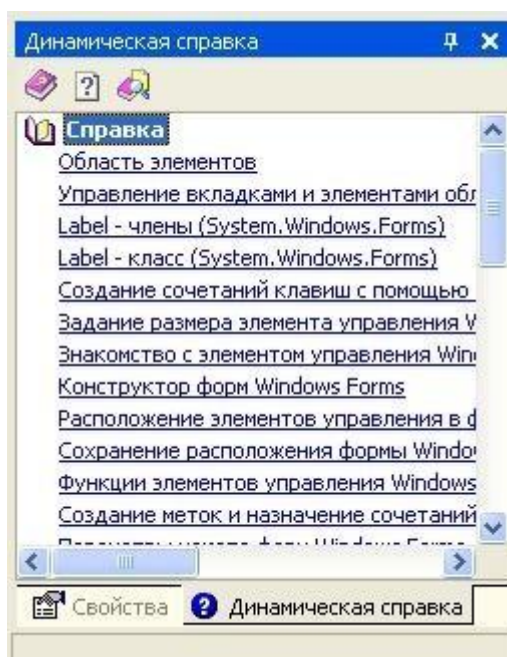 Динамическая справка
Справка
Область элементов
Управление вкладками и элементами обл
Label - члены (System.Windows.Forms)
Label - класс (System.Windows.Forms)
Создание сочетаний клавиш с помощью
Задание размера элемента управления W
Знакомство с элементом управления Win
Конструктор форм Windows Forms
Расположение элементов управления в ф
Сохранение расположения формы Windo
Функции элементов управления Windows
Создание меток и назначение сочетаний
Свойства
Динамическая справка